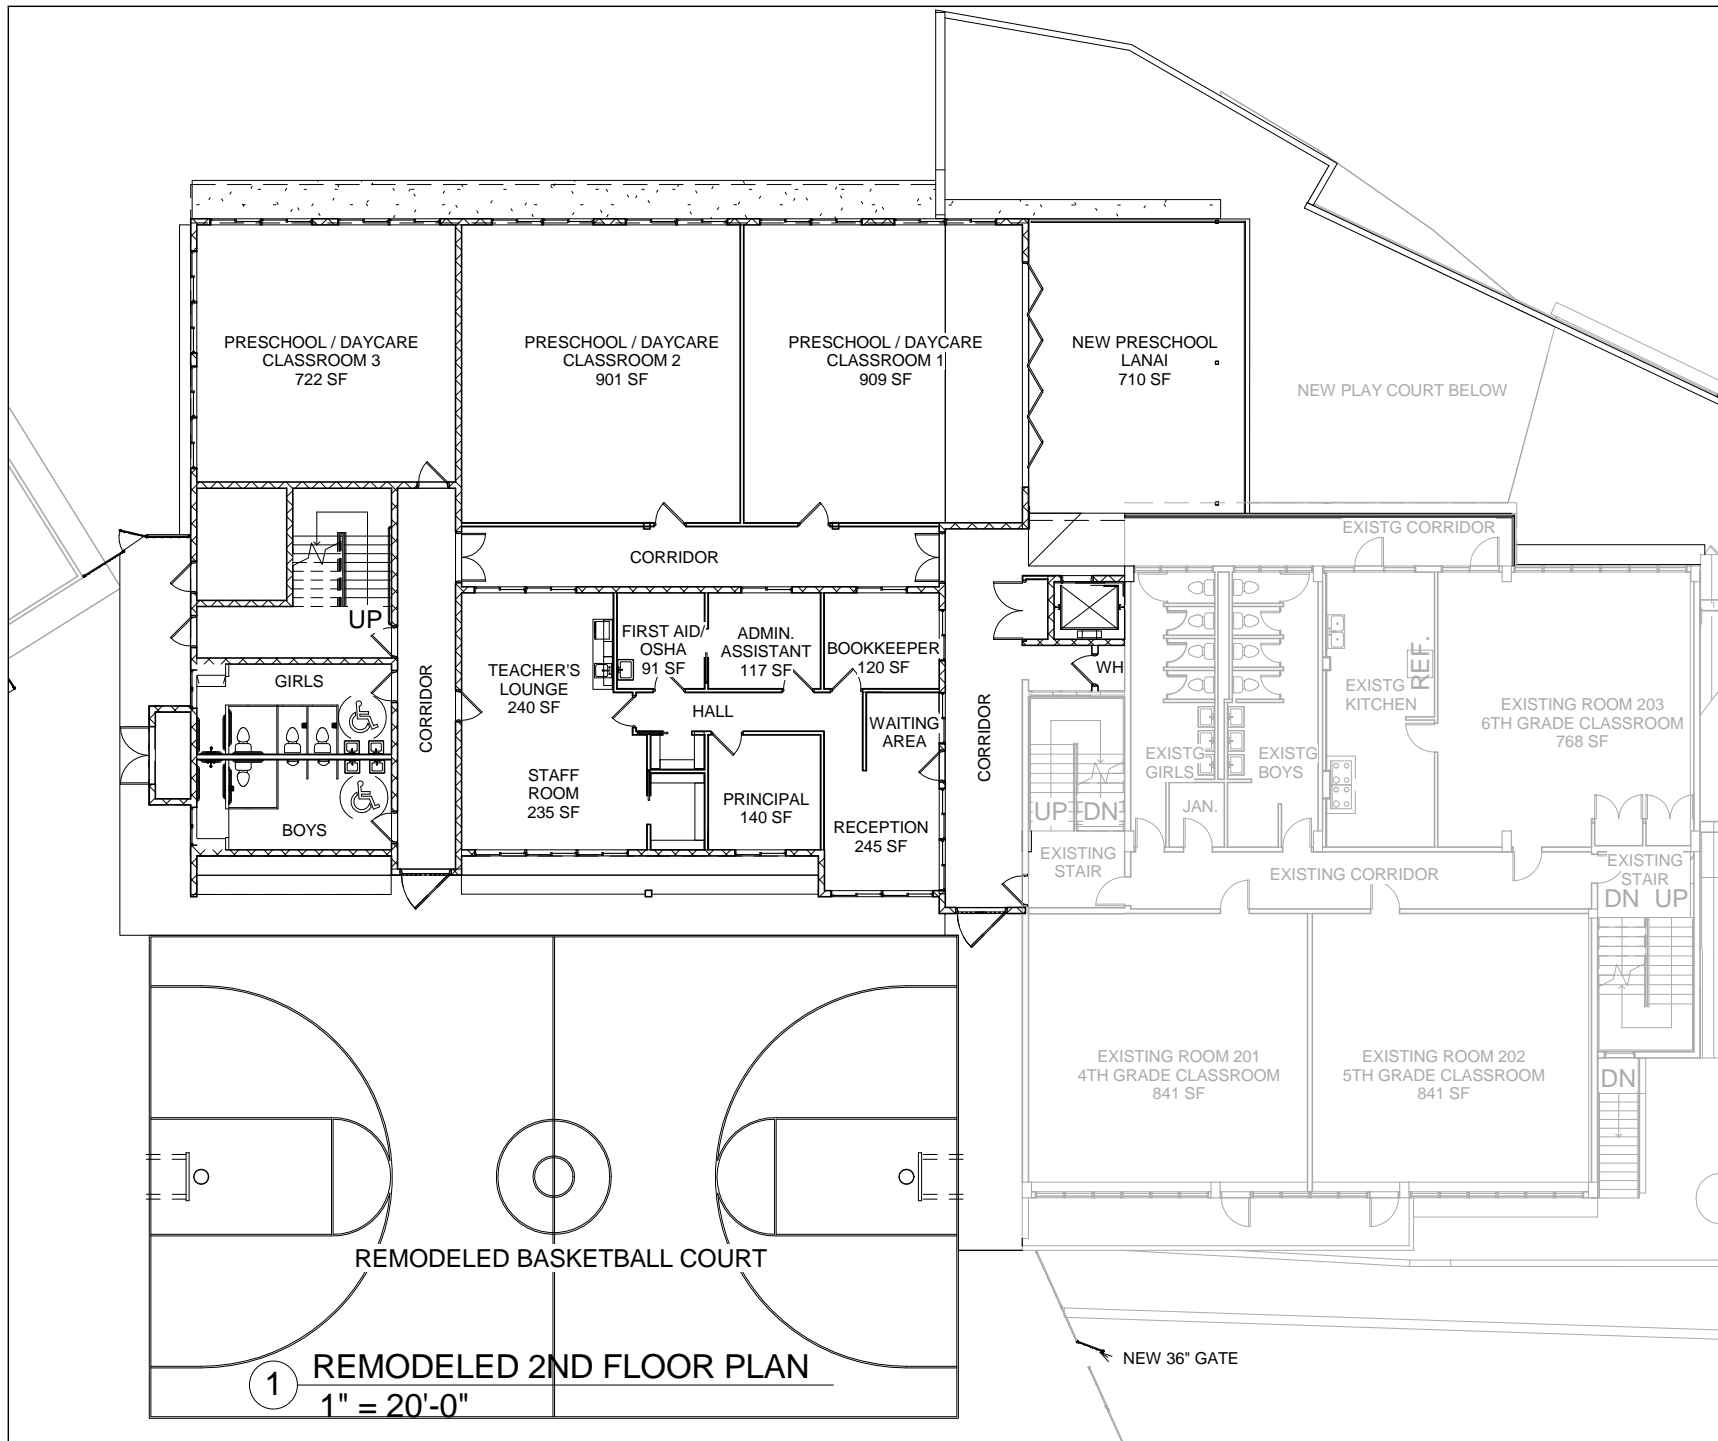 PRESCHOOL / DAYCARE
CLASSROOM 3
722 SF
PRESCHOOL / DAYCARE
CLASSROOM 2
901 SF
PRESCHOOL / DAYCARE
CLASSROOM 1
909 SF
NEW PRESCHOOL
LANAI
710 SF
NEW PLAY COURT BELOW
CORRIDOR
EXISTG CORRIDOR
UP
FIRST AID/
OSHA
91 SF
ADMIN.
ASSISTANT
117 SF
BOOKKEEPER
120 SF
WH
GIRLS
CORRIDOR
TEACHER'S
LOUNGE
240 SF
HALL
WAITING
AREA
CORRIDOR
EXISTG
KITCHEN
REF.
EXISTING ROOM 203
6TH GRADE CLASSROOM
768 SF
EXISTG
GIRLS
EXISTG
BOYS
STAFF
ROOM
235 SF
PRINCIPAL
140 SF
UP
DN
JAN.
BOYS
RECEPTION
245 SF
EXISTING
STAIR
EXISTING CORRIDOR
EXISTING
STAIR
DN UP
EXISTING ROOM 201
4TH GRADE CLASSROOM
841 SF
EXISTING ROOM 202
5TH GRADE CLASSROOM
841 SF
DN
REMODELED BASKETBALL COURT
NEW 36" GATE
1
REMODELED 2ND FLOOR PLAN
1" = 20'-0"